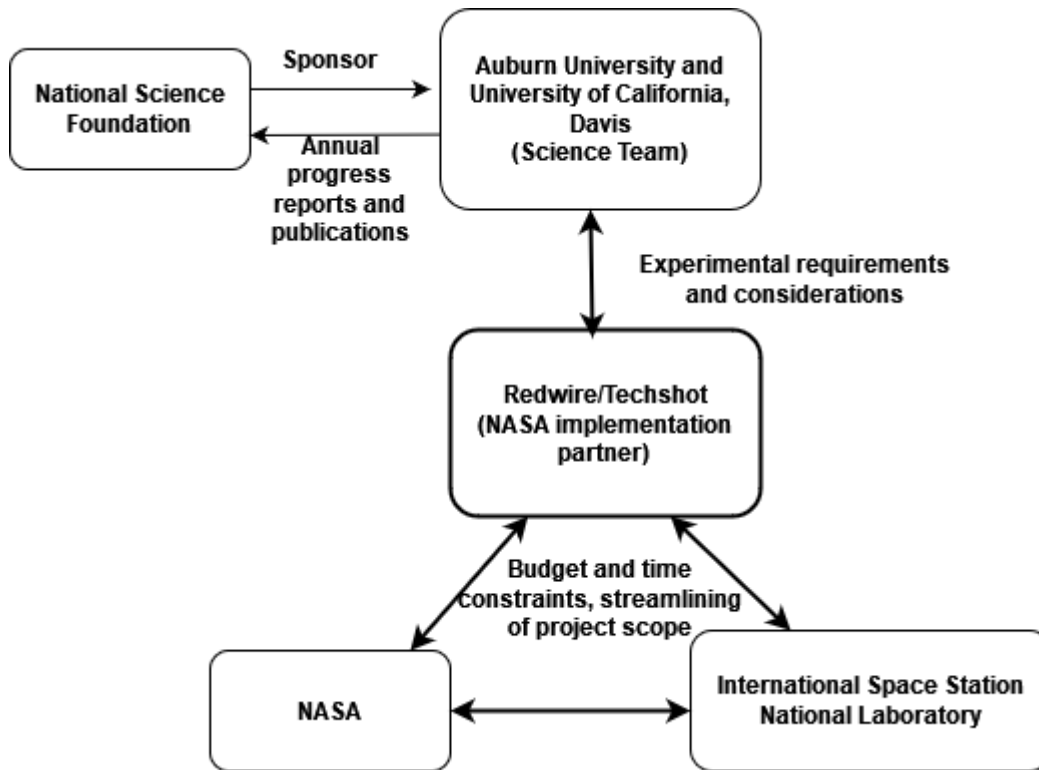 National Science
Foundation
Sponsor
Auburn University and
University of California,
Davis
(Science Team)
Annual
progress
reports and
publications
Experimental requirements
and considerations
Redwire/Techshot
(NASA implementation
partner)
Budget and time
constraints, streamlining
of project scope
NASA
International Space Station
National Laboratory